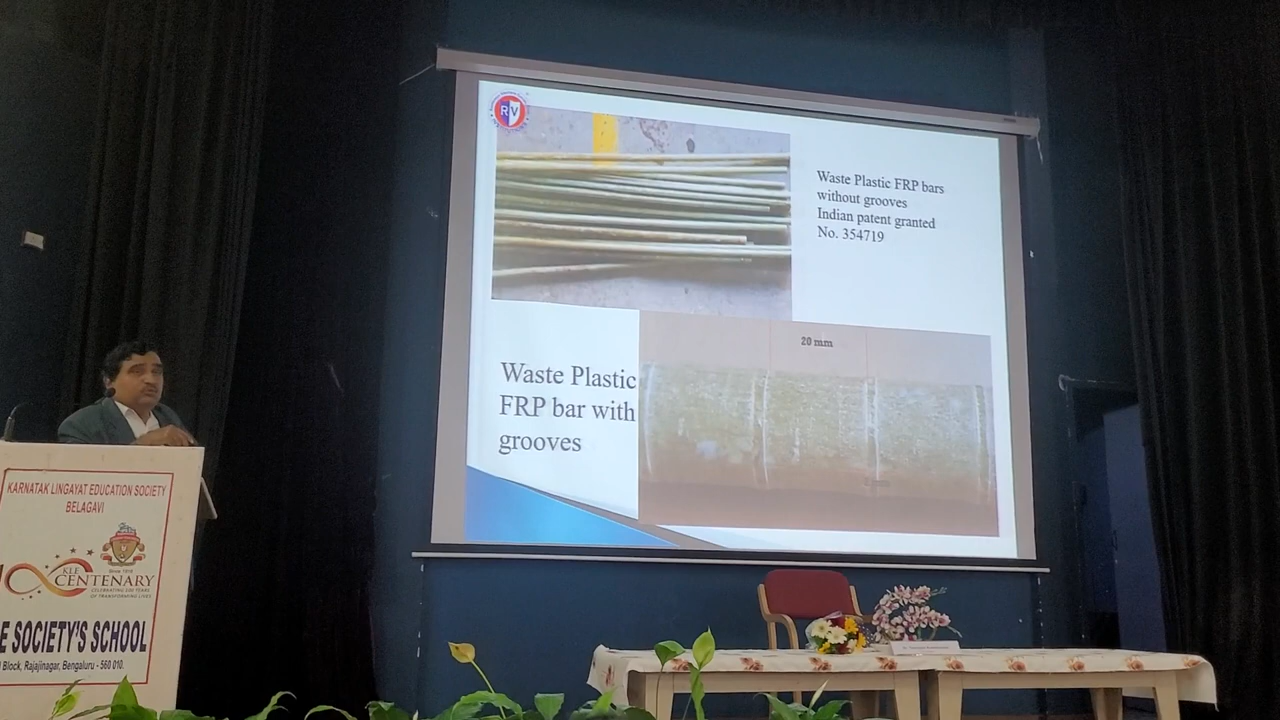 RV
Waste Plastic FRP bars
without grooves
Indian patent granted
No. 354719
20 mm
Waste Plastic
FRP bar with
grooves
KARNATAK LINGAYAT EDUCATION SOCIETY
BELAGAVI
KLE
CENTENARY
CELEBRATING 100 YEARS
OF TRANSFORMING LIVES
E SOCIETY'S SCHOOL
Block, Rajajinagar, Bengaluru - 560 010.